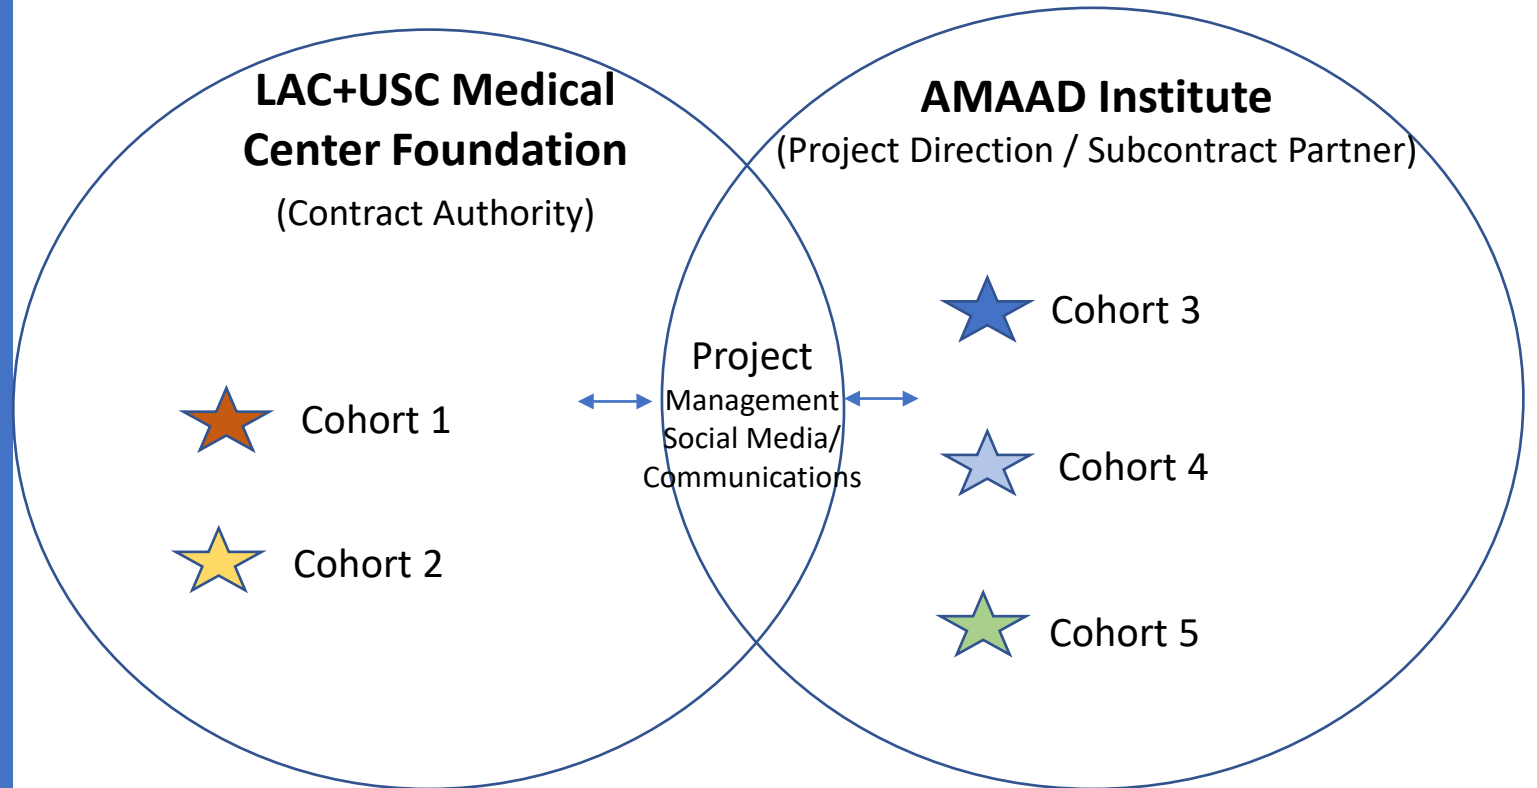 LAC+USC Medical
Center Foundation
(Contract Authority)
Cohort 1
Cohort 2
Project
Management
Social Media/
Communications
AMAAD Institute
(Project Direction / Subcontract Partner)
Cohort 3
Cohort 4
Cohort 5